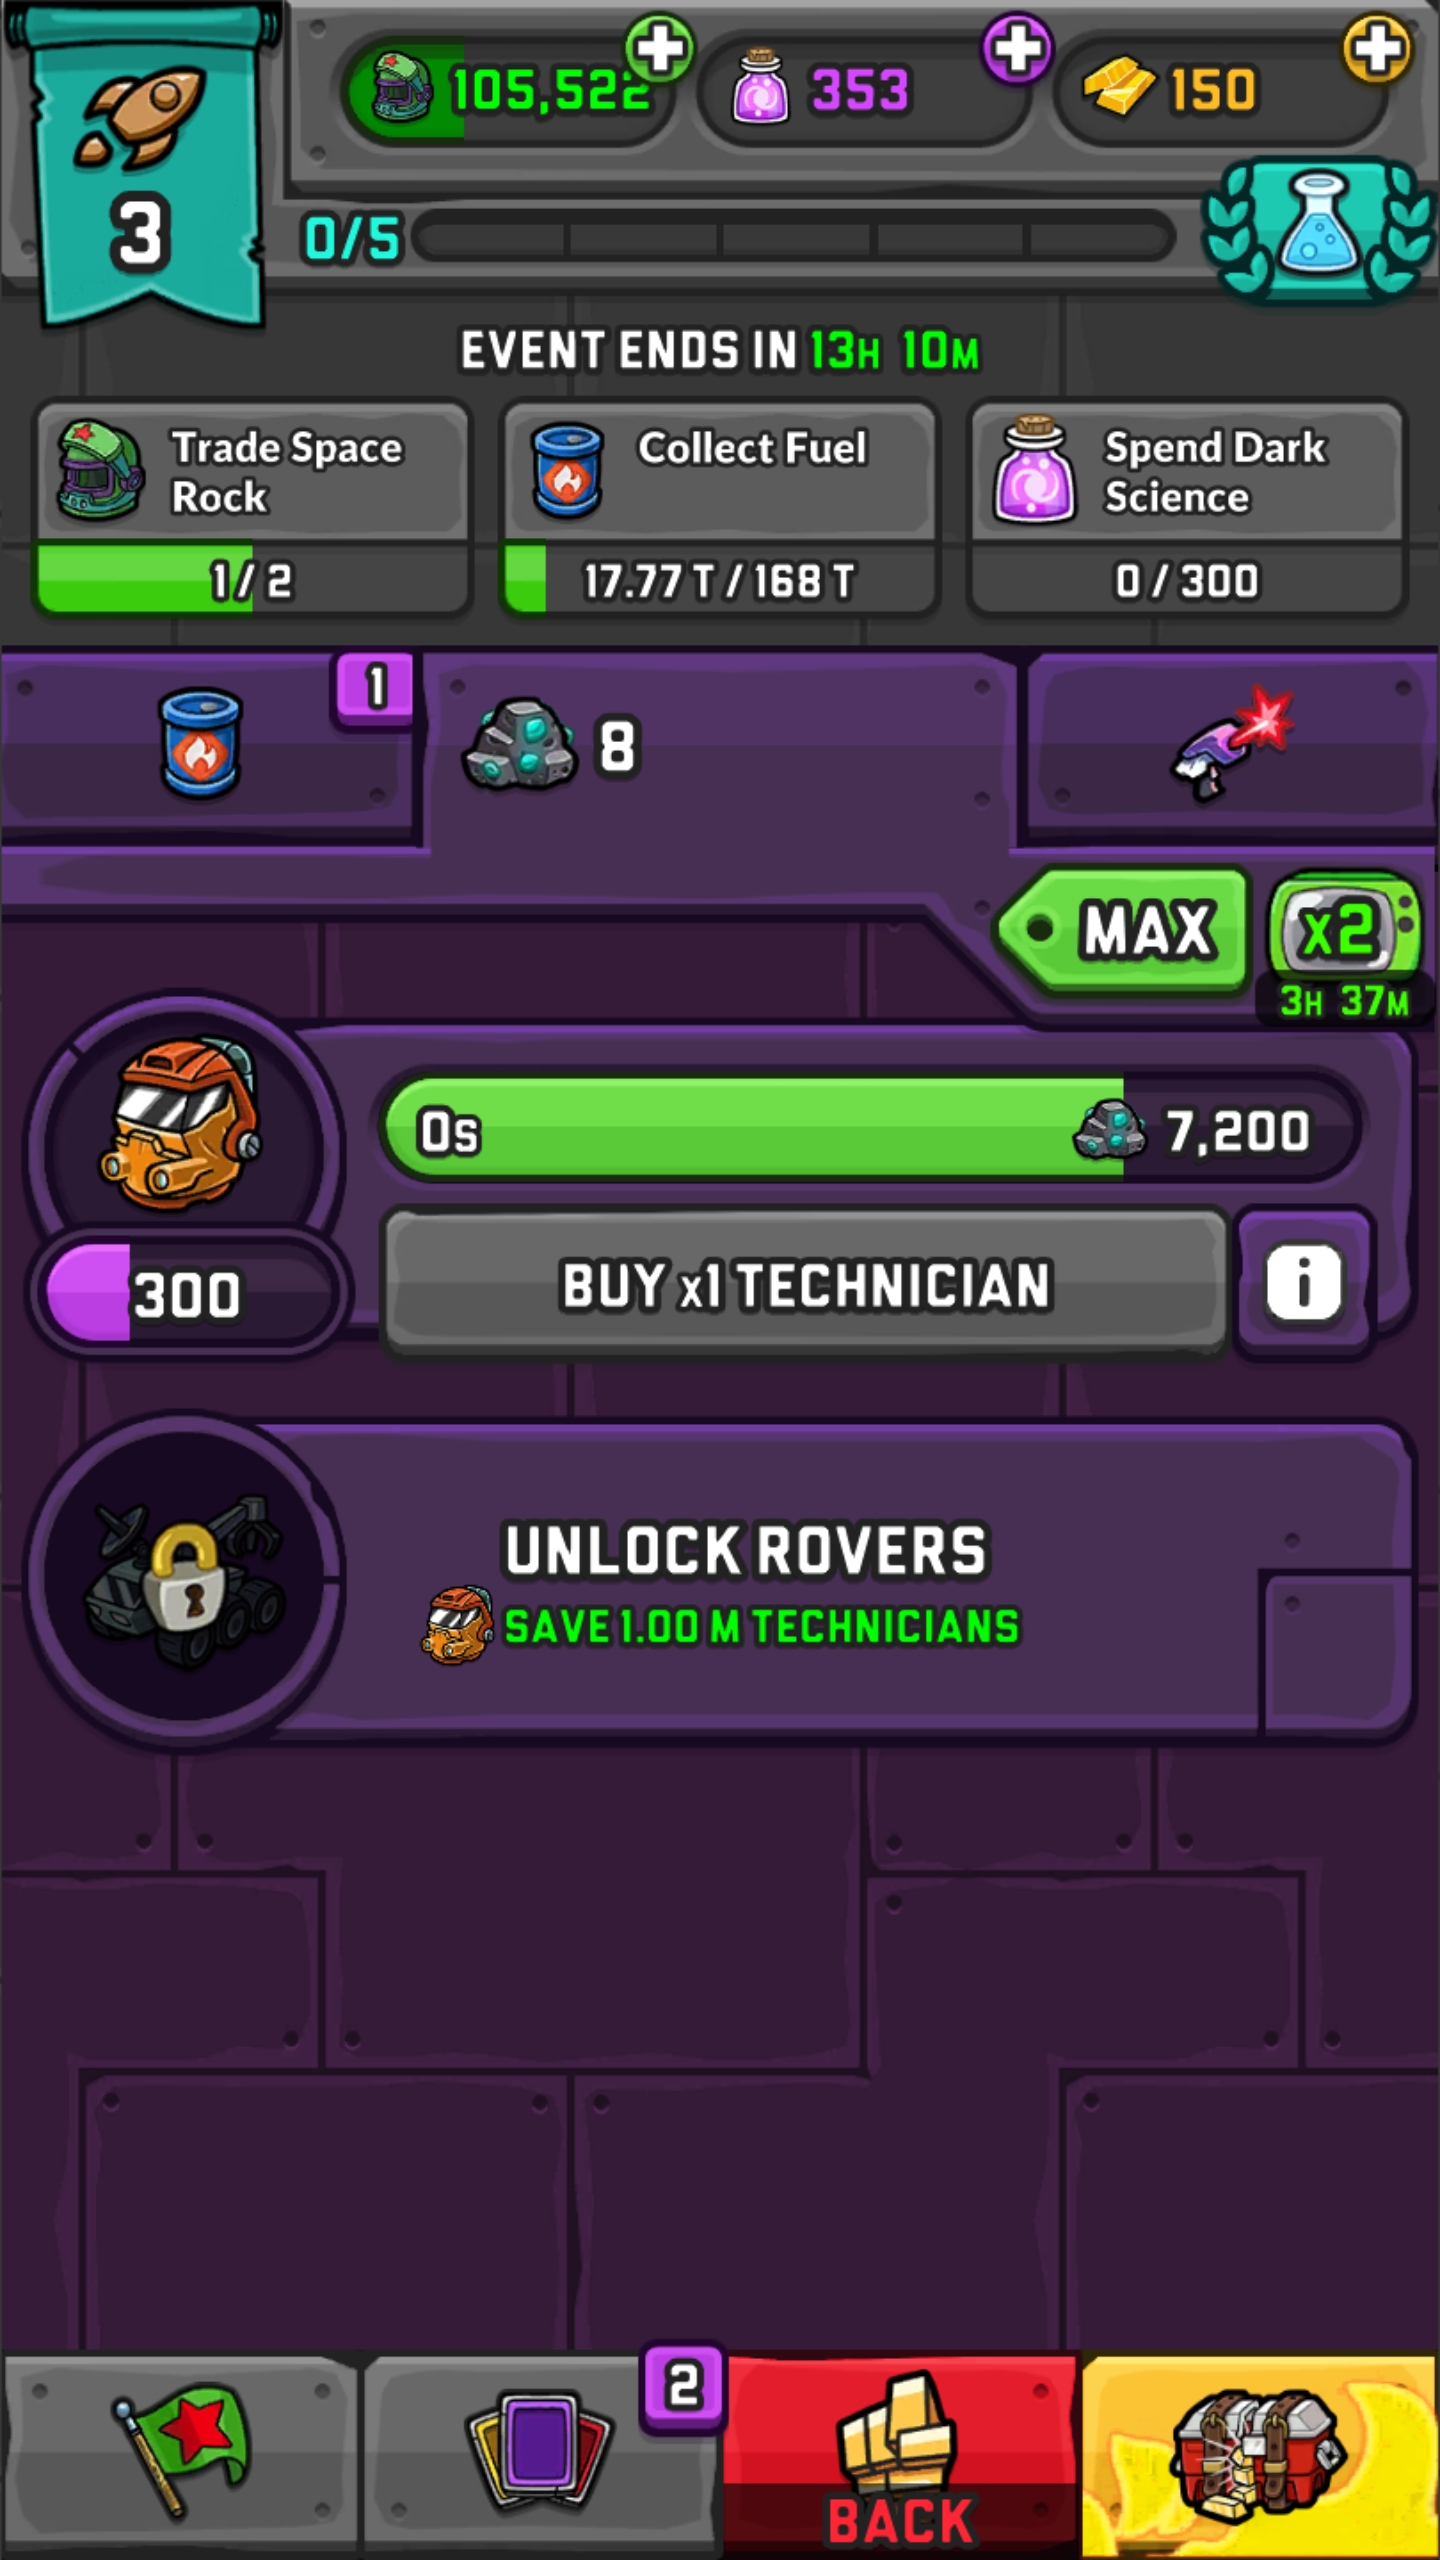 105,522
353
150
3
0/5
EVENT ENDS IN 13H 10M
Trade Space
Rock
1 / 2
Collect Fuel
17.77 T / 168 T
Spend Dark
Science
0 / 300
1
8
MAX
x2
3H 37M
0s
7,200
300
BUY x1 TECHNICIAN
i
UNLOCK ROVERS
SAVE 1.00 M TECHNICIANS
2
BACK